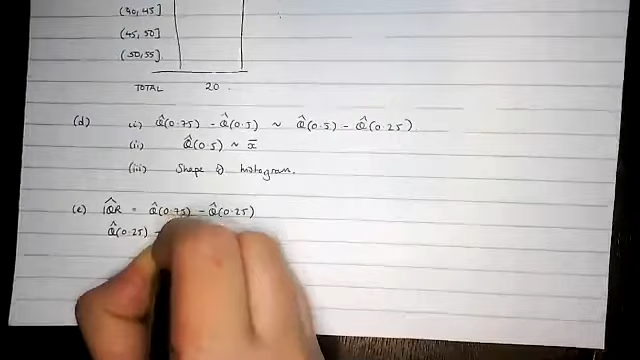 (40,45]
(45,50]
(50,55]
TOTAL 20
(d) (i) Q̂(0.75) - Q̂(0.5) ~ Q̂(0.5) - Q̂(0.25)
(ii) Q̂(0.5) ~ x̄
(iii) Shape of histogram.
(e) IQ̂R = Q̂(0.75) - Q̂(0.25)
Q̂(0.25) -